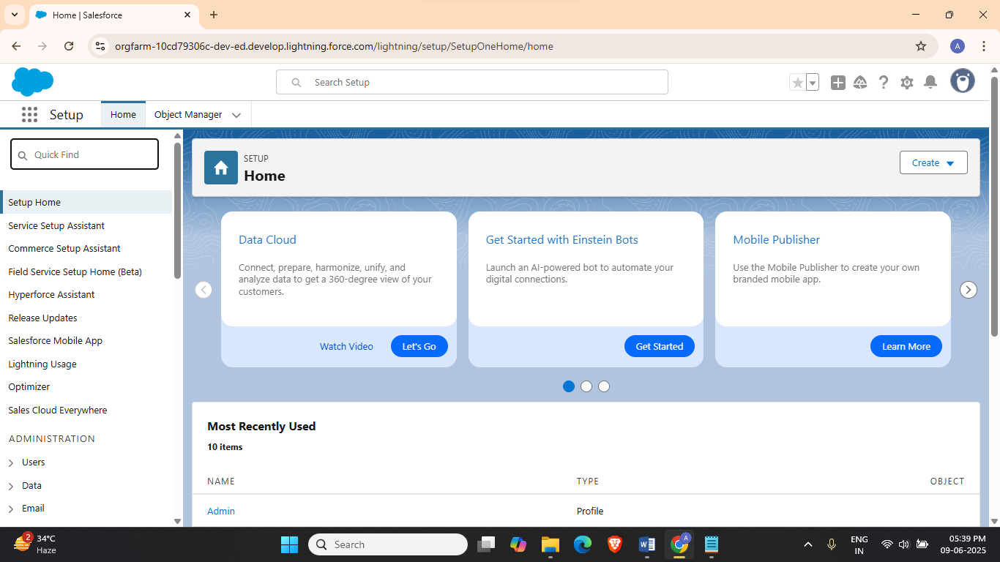 Home | Salesforce
orgfarm-10cd79306c-dev-ed.develop.lightning.force.com/lightning/setup/SetupOneHome/home
A
Search Setup
Setup
Home
Object Manager
Quick Find
Setup Home
Service Setup Assistant
Commerce Setup Assistant
Field Service Setup Home (Beta)
Hyperforce Assistant
Release Updates
Salesforce Mobile App
Lightning Usage
Optimizer
Sales Cloud Everywhere
ADMINISTRATION
Users
Data
Email
SETUP
Home
Create
Data Cloud
Connect, prepare, harmonize, unify, and
analyze data to get a 360-degree view of your
customers.
Watch Video
Let's Go
Get Started with Einstein Bots
Launch an AI-powered bot to automate your
digital connections.
Get Started
Mobile Publisher
Use the Mobile Publisher to create your own
branded mobile app.
Learn More
Most Recently Used
10 items
NAME TYPE OBJECT
Admin Profile
2
34°C
Haze
Search
A
ENG
IN
05:39 PM
09-06-2025